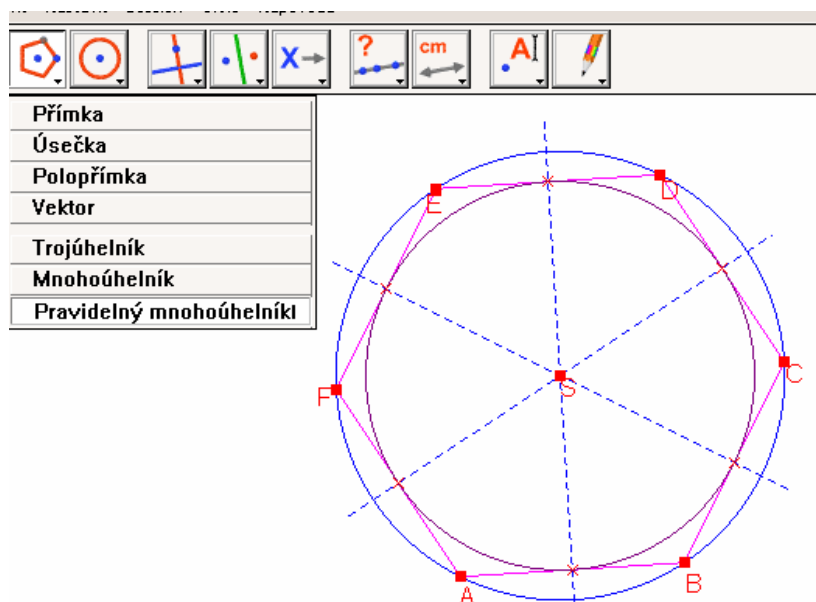 ?
cm
A
X
Přímka
Úsečka
Polopřímka
Vektor
Trojúhelník
Mnohoúhelník
Pravidelný mnohoúhelník
E
D
F
S
C
A
B